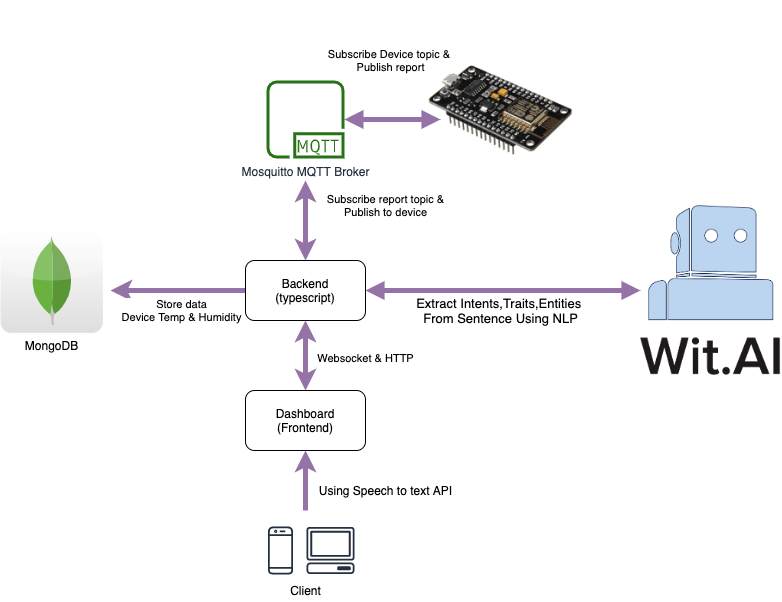 Subscribe Device topic &
Publish report
MQTT
Mosquitto MQTT Broker
Subscribe report topic &
Publish to device
Backend
(typescript)
Store data
Device Temp & Humidity
MongoDB
Extract Intents,Traits,Entities
From Sentence Using NLP
Wit.AI
Websocket & HTTP
Dashboard
(Frontend)
Using Speech to text API
Client